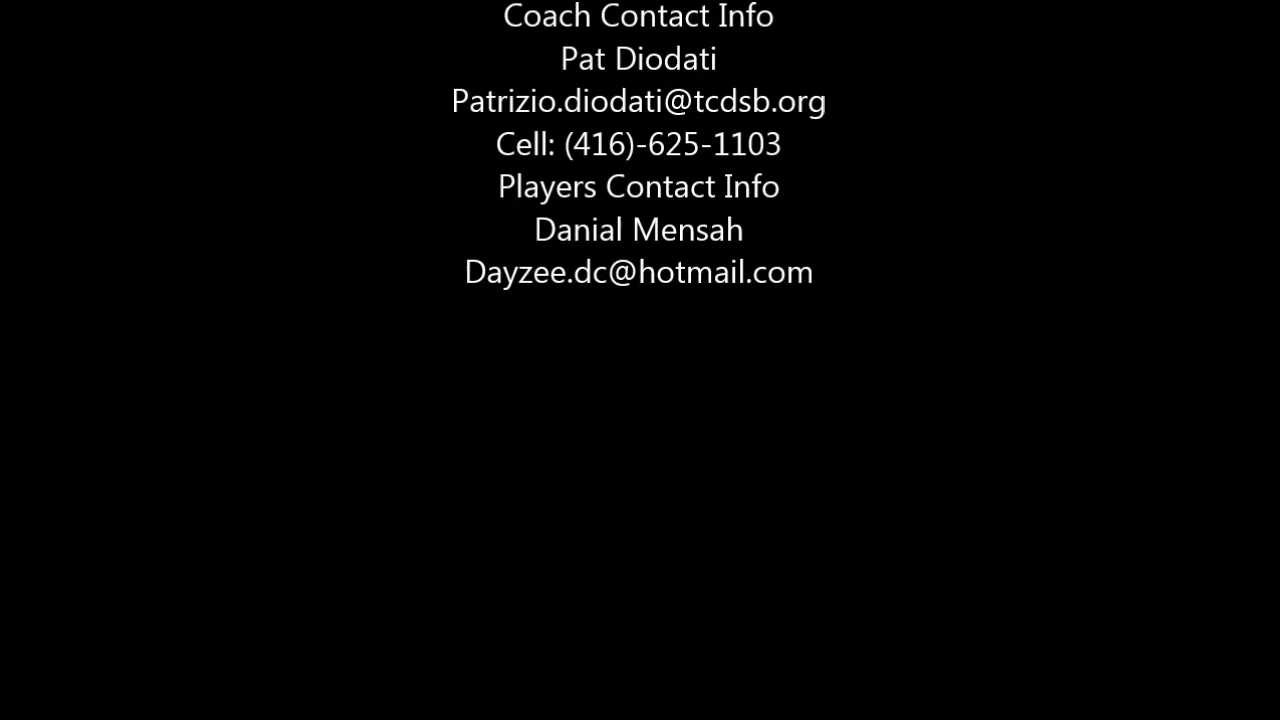 Coach Contact Info
Pat Diodati
Patrizio.diodati@tcdsb.org
Cell: (416)-625-1103
Players Contact Info
Danial Mensah
Dayzee.dc@hotmail.com